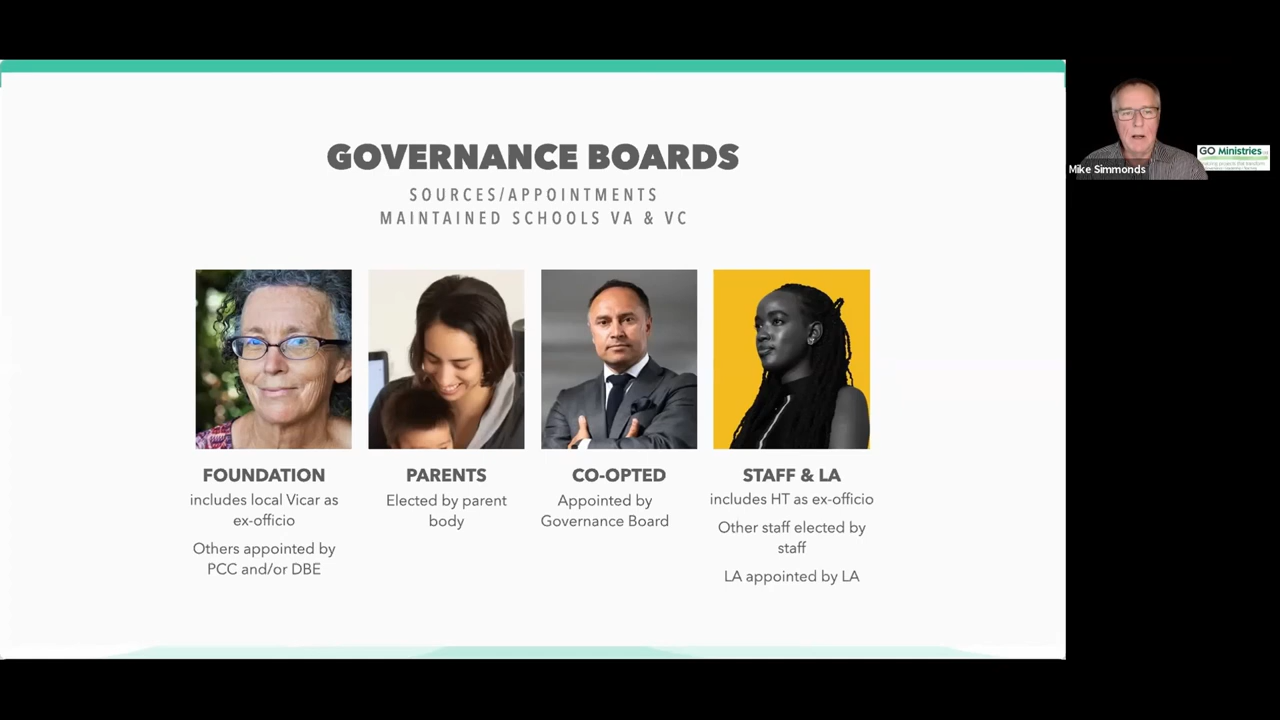 GOVERNANCE BOARDS
SOURCES/APPOINTMENTS
MAINTAINED SCHOOLS VA & VC
FOUNDATION
includes local Vicar as
ex-officio
Others appointed by
PCC and/or DBE
PARENTS
Elected by parent
body
CO-OPTED
Appointed by
Governance Board
STAFF & LA
includes HT as ex-officio
Other staff elected by
staff
LA appointed by LA
GO Ministries
Mike Simmonds